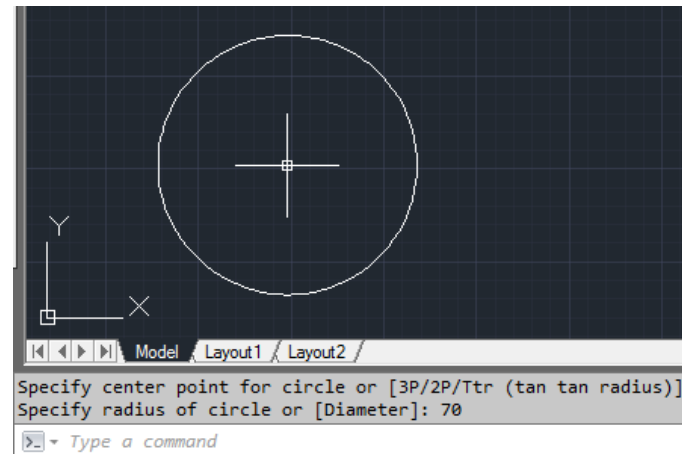 Y
X
Model Layout1 Layout2
Specify center point for circle or [3P/2P/Ttr (tan tan radius)]
Specify radius of circle or [Diameter]: 70
Type a command